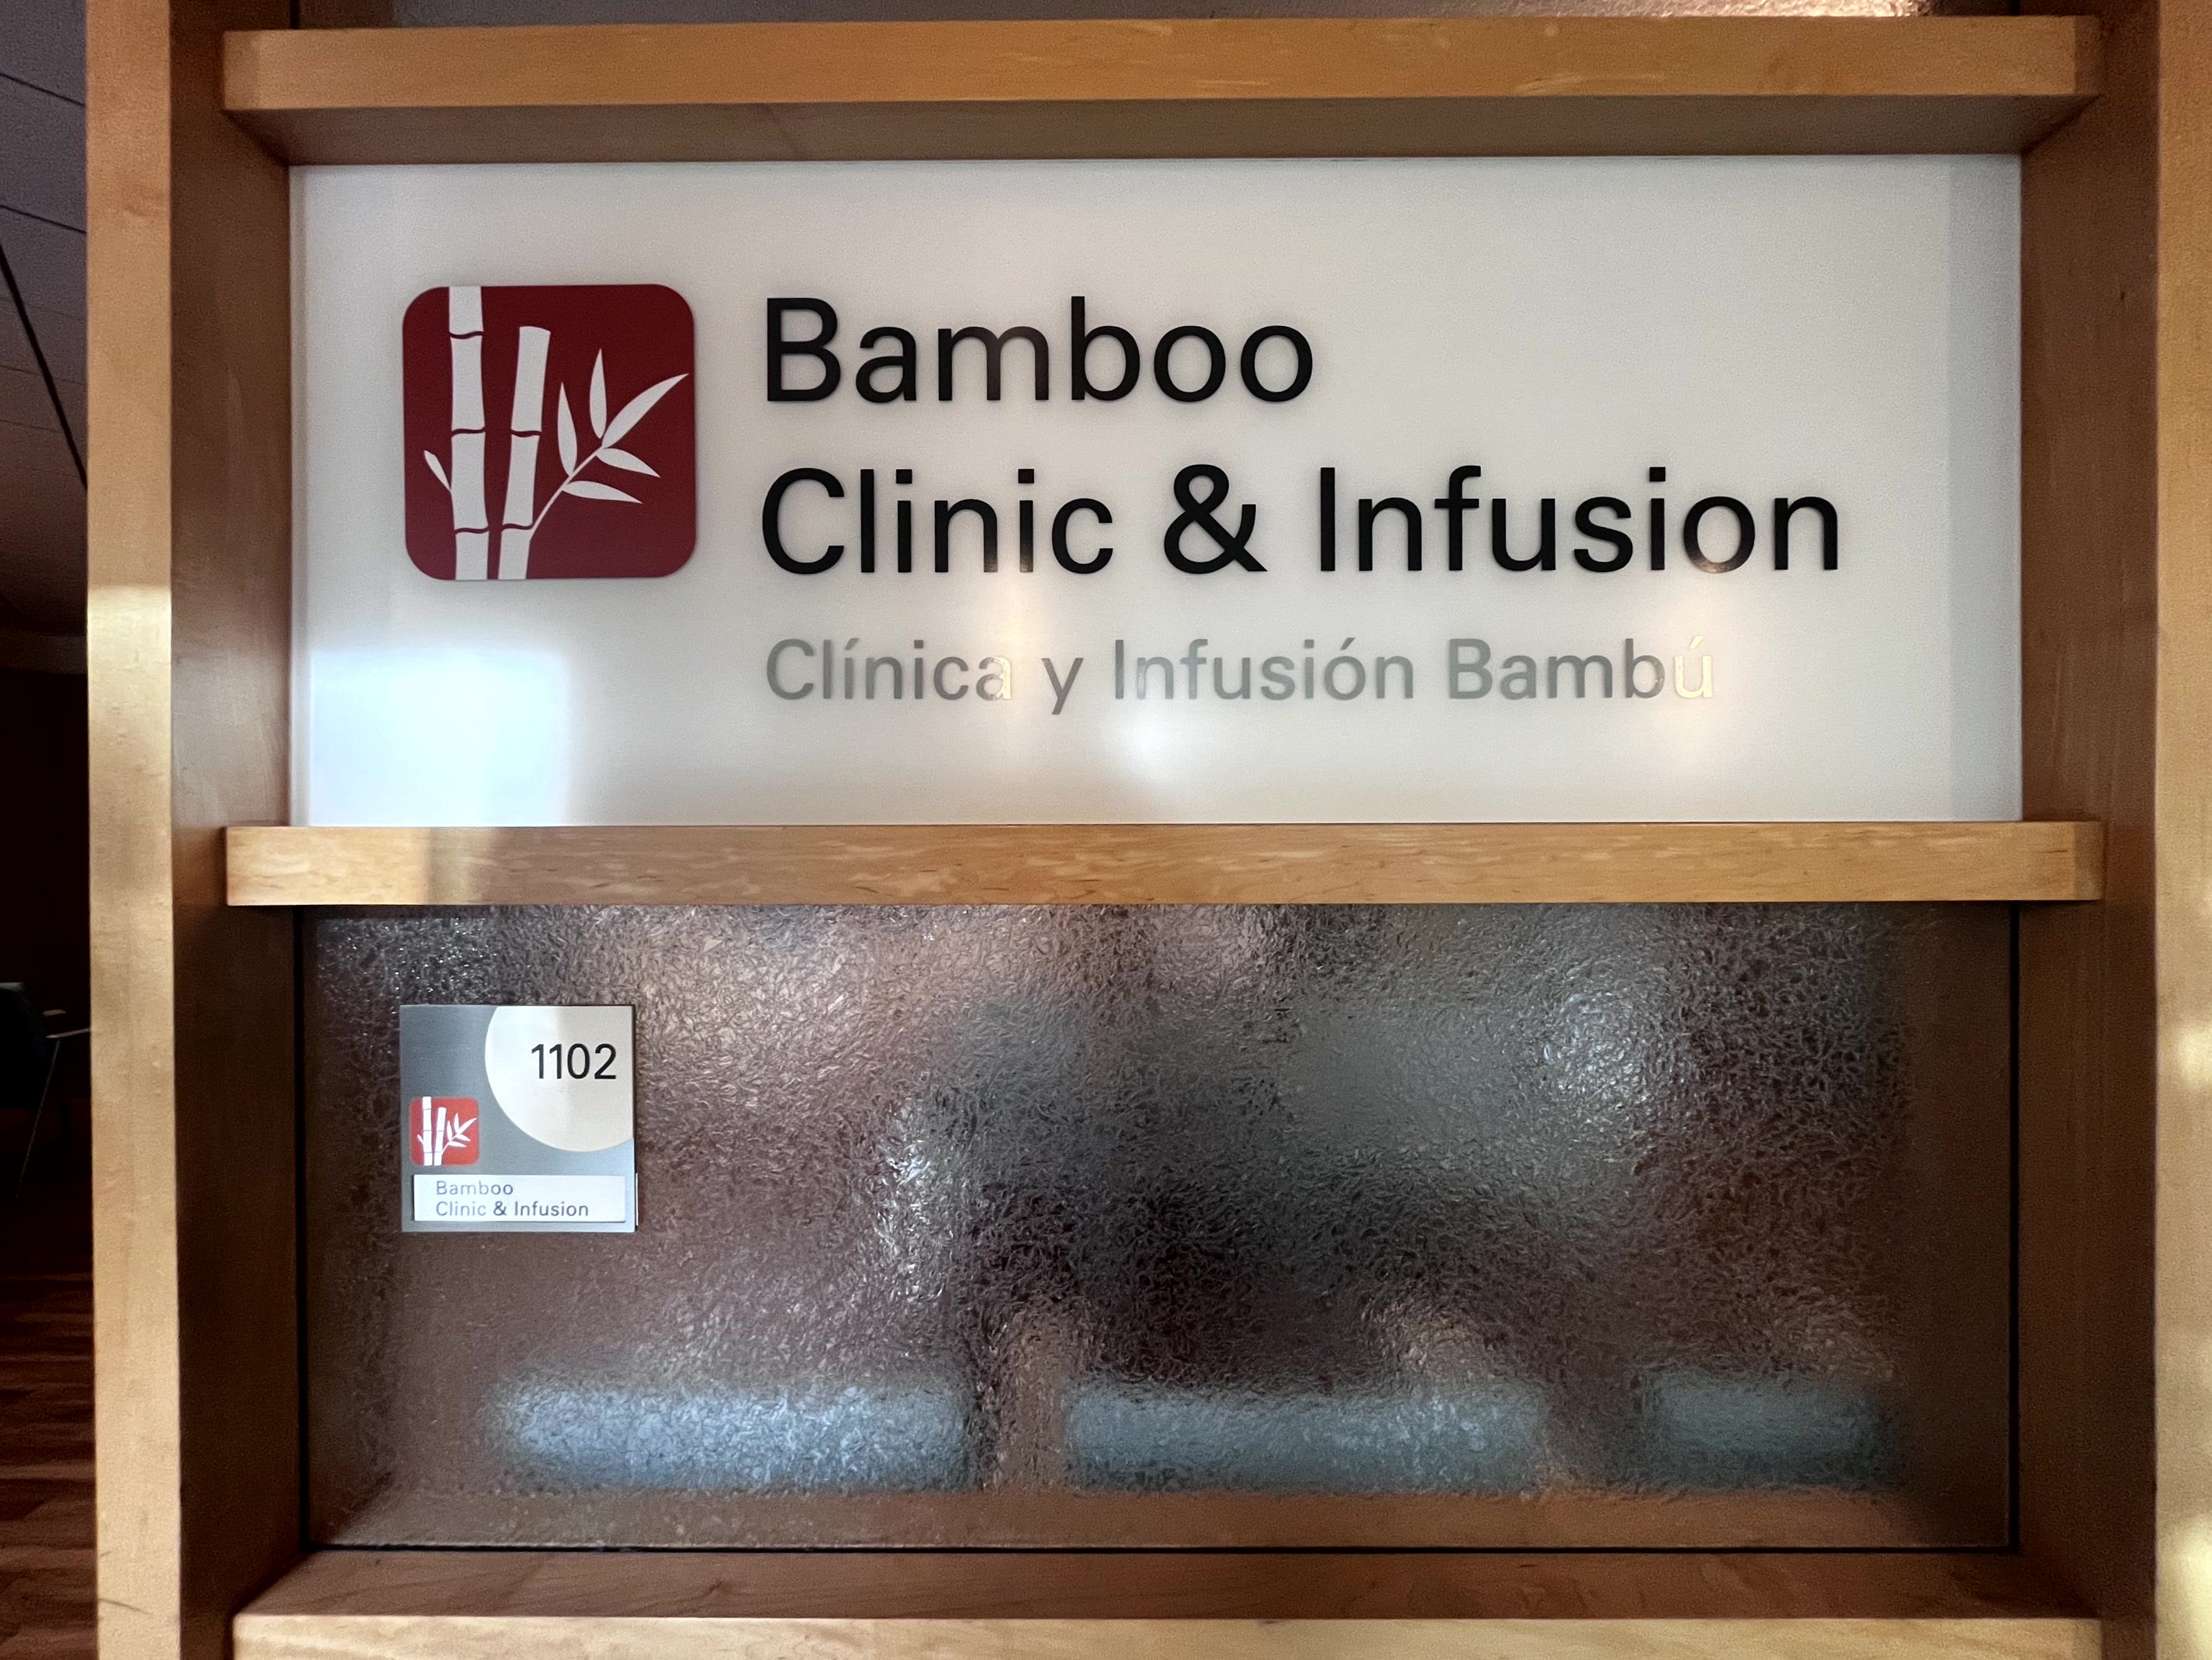 Bamboo
Clinic & Infusion
Clínica y Infusión Bambú
1102
Bamboo
Clinic & Infusion